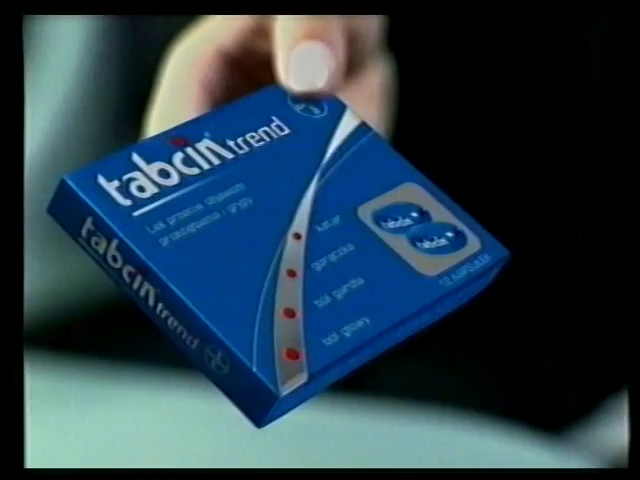 tabcin trend
Lek przeciw objawom
przeziębienia i grypy
katar
gorączka
ból gardła
ból głowy
tabcin
tabcin
12 KAPSUŁEK
tabcin trend